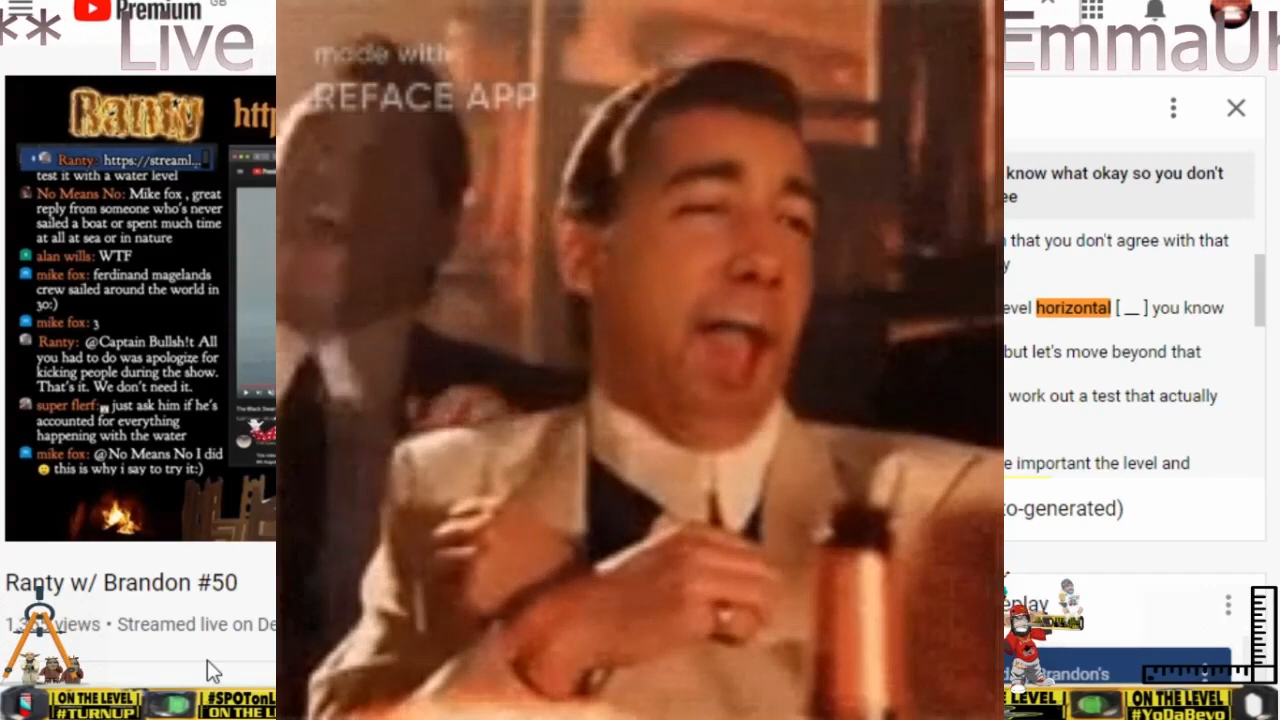 Premium GB
** Live
EmmaUK
made with
REFACE APP
Ranty
http
Ranty: https://streaml...
test it with a water level
No Means No: Mike fox , great
reply from someone who's never
sailed a boat or spent much time
at all at sea or in nature
alan wills: WTF
mike fox: ferdinand magelands
crew sailed around the world in
30:)
mike fox: 3
Ranty: @Captain Bullsh!t All
you had to do was apologize for
kicking people during the show.
That's it. We don't need it.
super flerf: just ask him if he's
accounted for everything
happening with the water
mike fox: @No Means No I did
this is why i say to try it:)
know what okay so you don't
ee
that you don't agree with that
y
evel horizontal [ __ ] you know
but let's move beyond that
work out a test that actually
e important the level and
to-generated)
Ranty w/ Brandon #50
views • Streamed live on De
eplay
Brandon's
ON THE LEVEL
#TURNUP
#SPOTonL
ON THE L
LEVEL
ON THE LEVEL
#YoDaBevo